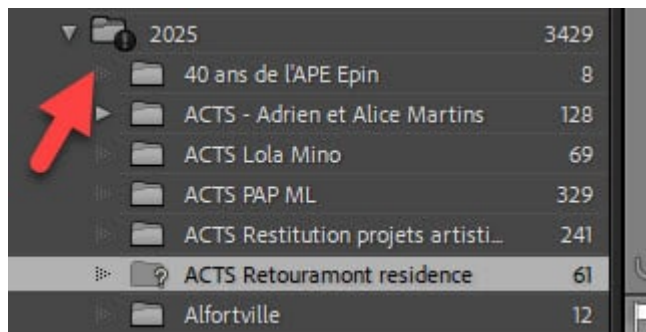 2025 3429
40 ans de l'APE Epin 8
ACTS - Adrien et Alice Martins 128
ACTS Lola Mino 69
ACTS PAP ML 329
ACTS Restitution projets artisti... 241
ACTS Retouramont residence 61
Alfortville 12